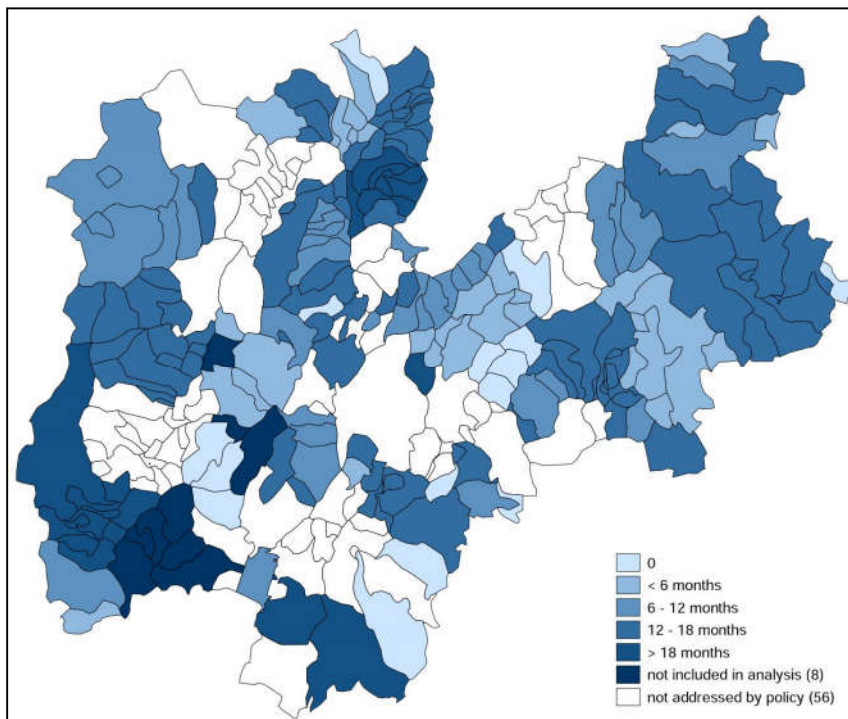 0
< 6 months
6 - 12 months
12 - 18 months
> 18 months
not included in analysis (8)
not addressed by policy (56)